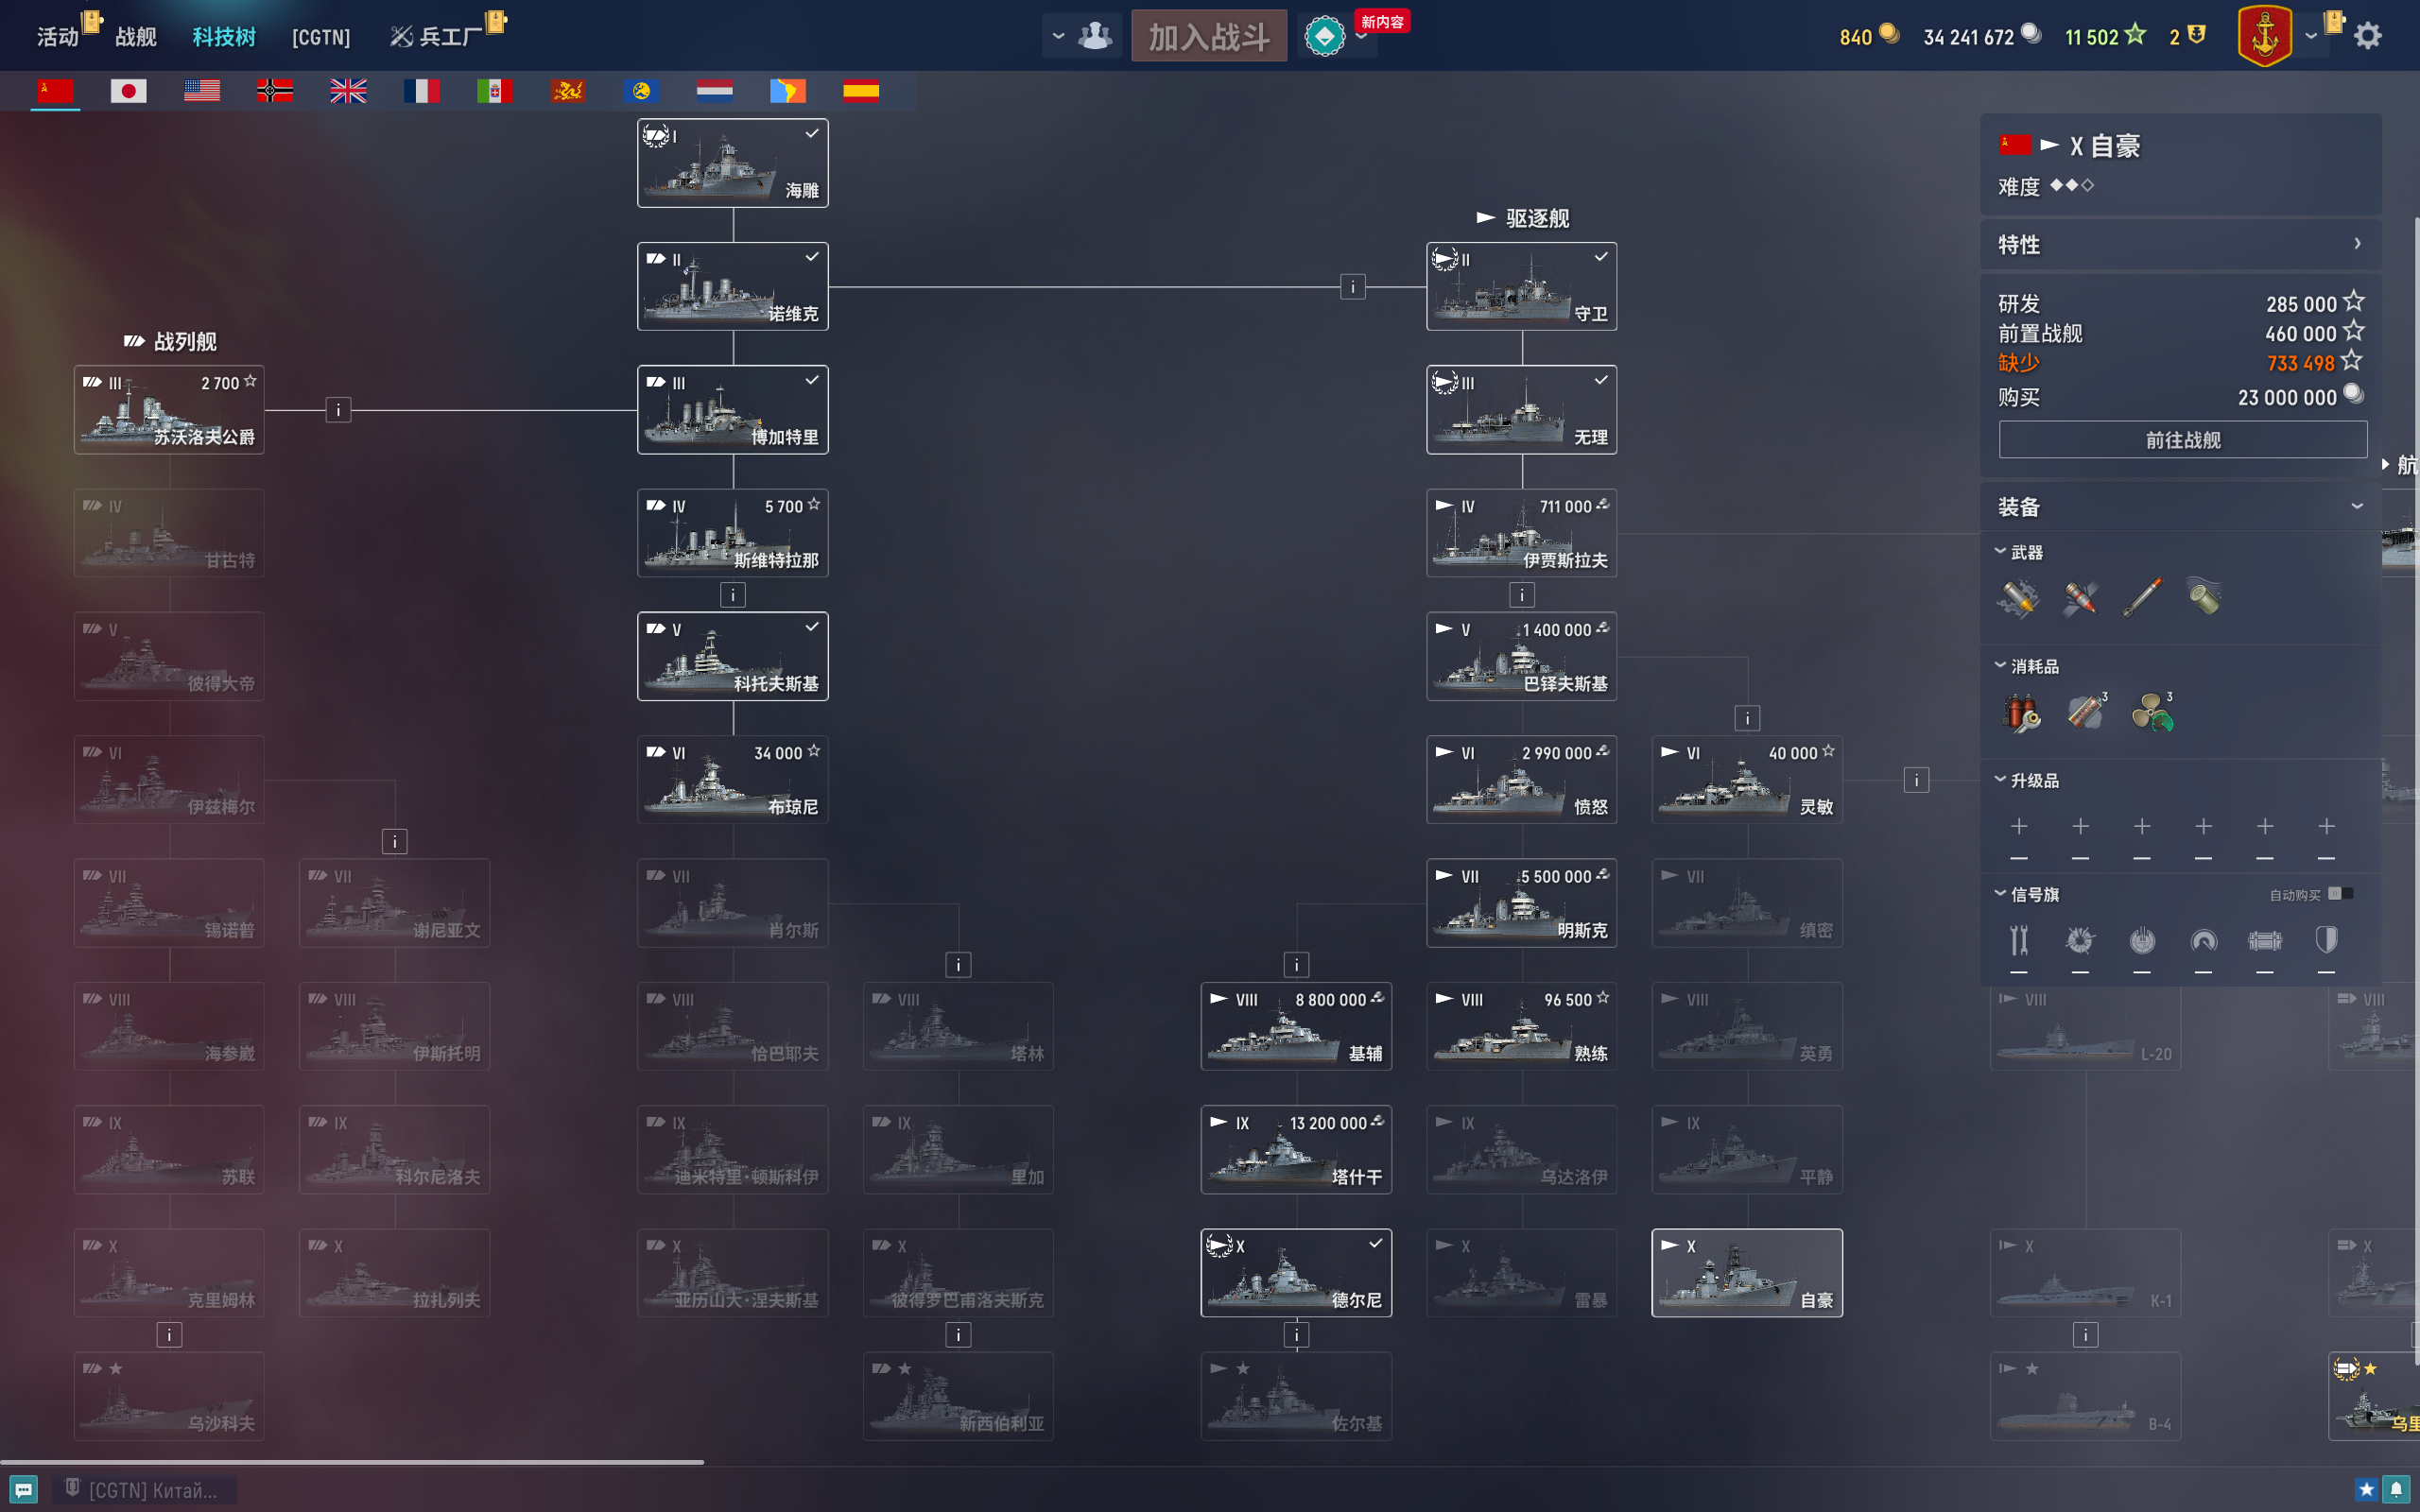 活动 战舰 科技树 [CGTN] 兵工厂 加入战斗 新内容 840 34 241 672 11 502 2
I 海雕
驱逐舰
II 诺维克
II 守卫
战列舰
III 2 700 苏沃洛夫公爵
III 博加特里
III 无理
IV 甘古特
IV 5 700 斯维特拉那
IV 711 000 伊贾斯拉夫
V 彼得大帝
V 科托夫斯基
V 1 400 000 巴铎夫斯基
VI 伊兹梅尔
VI 34 000 布琼尼
VI 2 990 000 愤怒
VI 40 000 灵敏
VII 锡诺普
VII 谢尼亚文
VII 肖尔斯
VII 5 500 000 明斯克
VII 缜密
VIII 海参崴
VIII 伊斯托明
VIII 恰巴耶夫
VIII 塔林
VIII 8 800 000 基辅
VIII 96 500 熟练
VIII 英勇
VIII L-20
VIII
IX 苏联
IX 科尔尼洛夫
IX 迪米特里·顿斯科伊
IX 里加
IX 13 200 000 塔什干
IX 乌达洛伊
IX 平静
X 克里姆林
X 拉扎列夫
X 亚历山大·涅夫斯基
X 彼得罗巴甫洛夫斯克
X 德尔尼
X 雷暴
X 自豪
X K-1
X
乌沙科夫
新西伯利亚
佐尔基
B-4
乌里
航
X 自豪
难度
特性
研发 285 000
前置战舰 460 000
缺少 733 498
购买 23 000 000
前往战舰
装备
武器
消耗品
3 3
升级品
信号旗 自动购买
[CGTN] Китай...